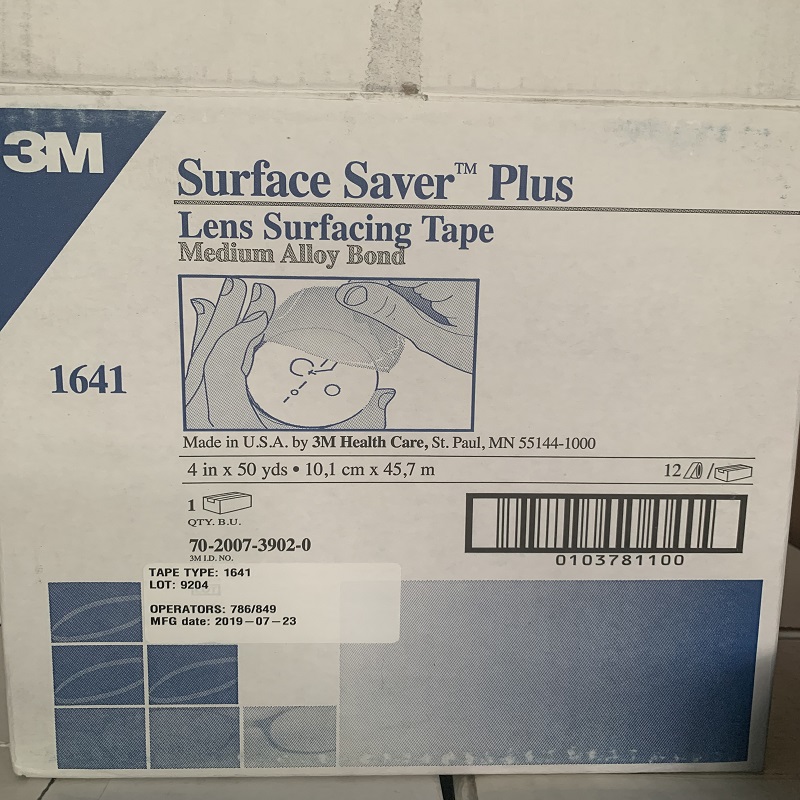 3M
Surface Saver™ Plus
Lens Surfacing Tape
Medium Alloy Bond
1641
Made in U.S.A. by 3M Health Care, St. Paul, MN 55144-1000
4 in x 50 yds • 10,1 cm x 45,7 m
12 /
1
QTY. B.U.
70-2007-3902-0
3M I.D. NO.
0103781100
TAPE TYPE: 1641
LOT: 9204
OPERATORS: 786/849
MFG date: 2019-07-23